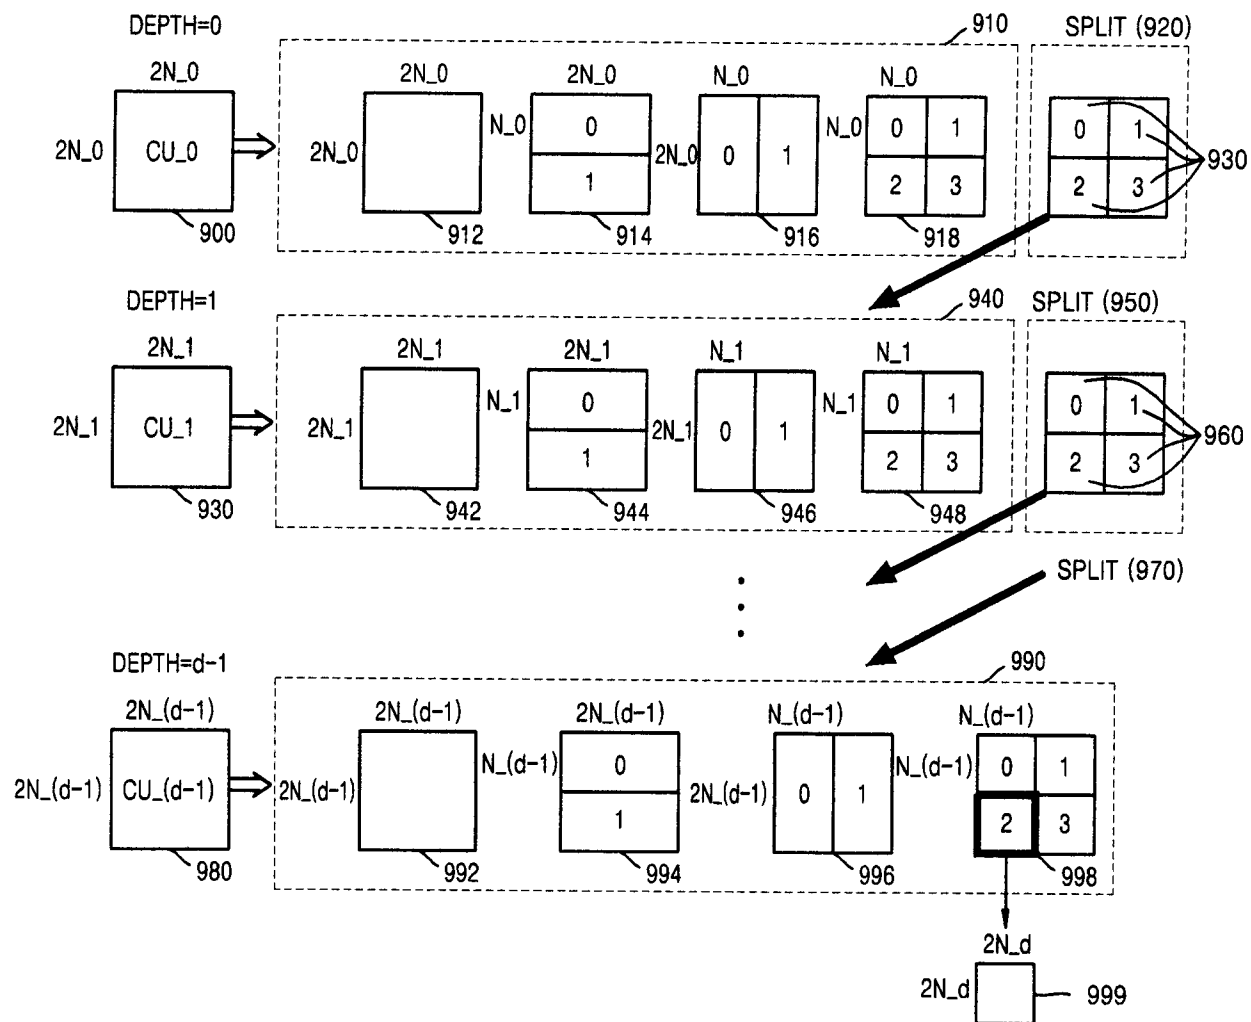 DEPTH=0
910
SPLIT (920)
2N_0
2N_0
2N_0
N_0
N_0
2N_0
CU_0
2N_0
N_0
0
1
2N_0
0
1
N_0
0
1
2
3
0
1
2
3
930
900
912
914
916
918
DEPTH=1
940
SPLIT (950)
2N_1
2N_1
2N_1
N_1
N_1
2N_1
CU_1
2N_1
N_1
0
1
2N_1
0
1
N_1
0
1
2
3
0
1
2
3
960
930
942
944
946
948
SPLIT (970)
DEPTH=d-1
990
2N_(d-1)
2N_(d-1)
2N_(d-1)
N_(d-1)
N_(d-1)
2N_(d-1)
CU_(d-1)
2N_(d-1)
N_(d-1)
0
1
2N_(d-1)
0
1
N_(d-1)
0
1
2
3
980
992
994
996
998
2N_d
2N_d
999